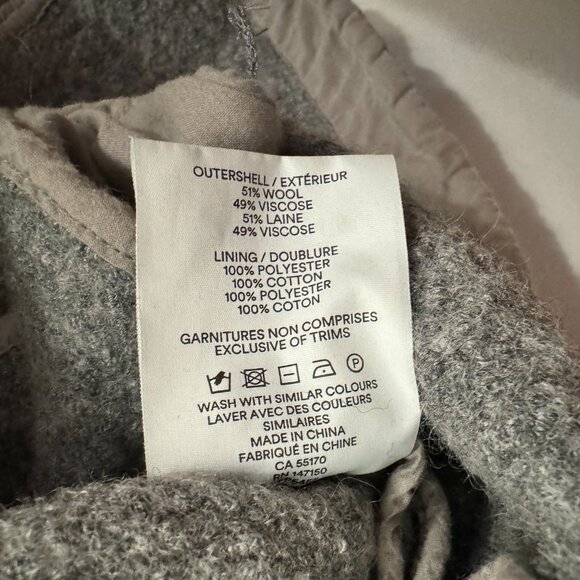 OUTERSHELL / EXTÉRIEUR
51% WOOL
49% VISCOSE
51% LAINE
49% VISCOSE
LINING / DOUBLURE
100% POLYESTER
100% COTTON
100% POLYESTER
100% COTON
GARNITURES NON COMPRISES
EXCLUSIVE OF TRIMS
P
WASH WITH SIMILAR COLOURS
LAVER AVEC DES COULEURS
SIMILAIRES
MADE IN CHINA
FABRIQUÉ EN CHINE
CA 55170
RN 147150